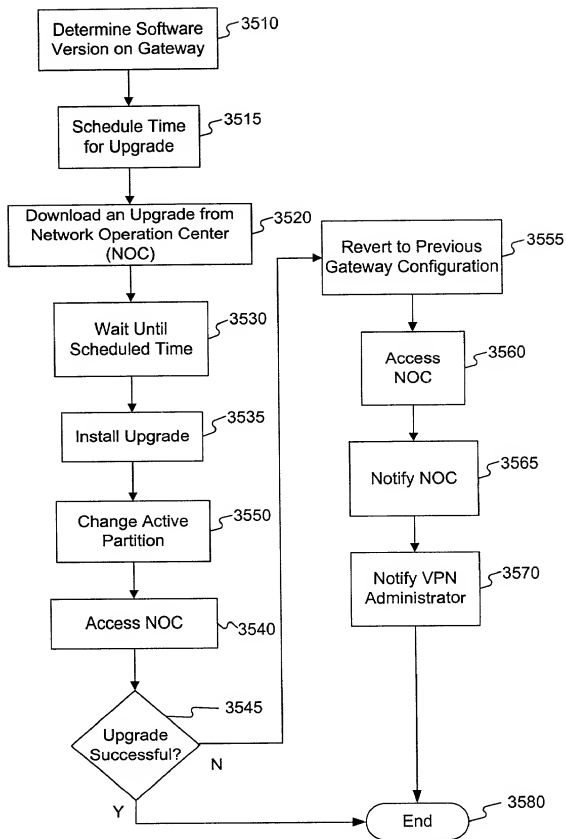 Determine Software
Version on Gateway
3510
Schedule Time
for Upgrade
3515
Download an Upgrade from
Network Operation Center
(NOC)
3520
Wait Until
Scheduled Time
3530
Install Upgrade
3535
Change Active
Partition
3550
Access NOC
3540
Upgrade
Successful?
3545
N
Y
Revert to Previous
Gateway Configuration
3555
Access
NOC
3560
Notify NOC
3565
Notify VPN
Administrator
3570
End
3580